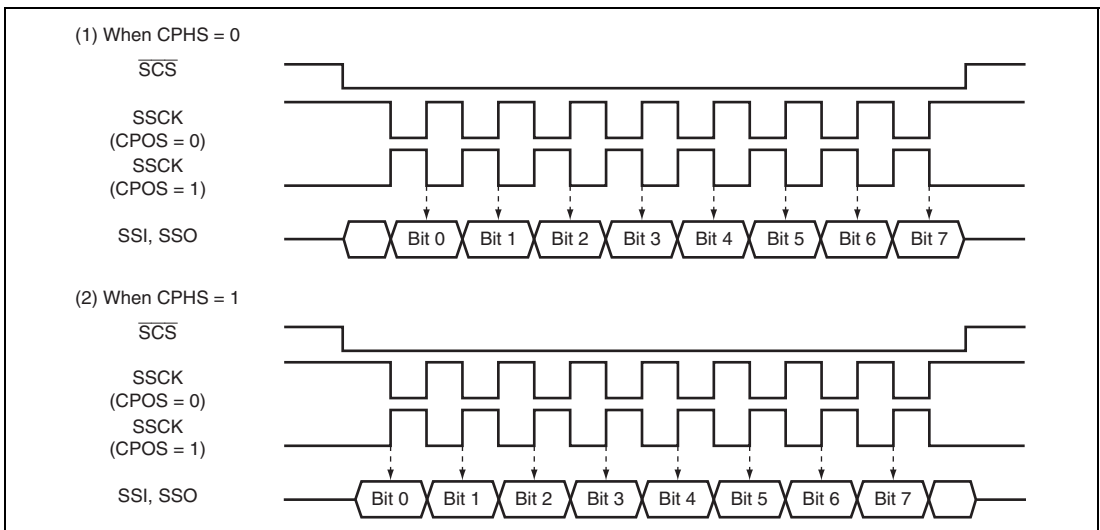 (1) When CPHS = 0
SCS
SSCK
(CPOS = 0)
SSCK
(CPOS = 1)
SSI, SSO
Bit 0 Bit 1 Bit 2 Bit 3 Bit 4 Bit 5 Bit 6 Bit 7
(2) When CPHS = 1
SCS
SSCK
(CPOS = 0)
SSCK
(CPOS = 1)
SSI, SSO
Bit 0 Bit 1 Bit 2 Bit 3 Bit 4 Bit 5 Bit 6 Bit 7